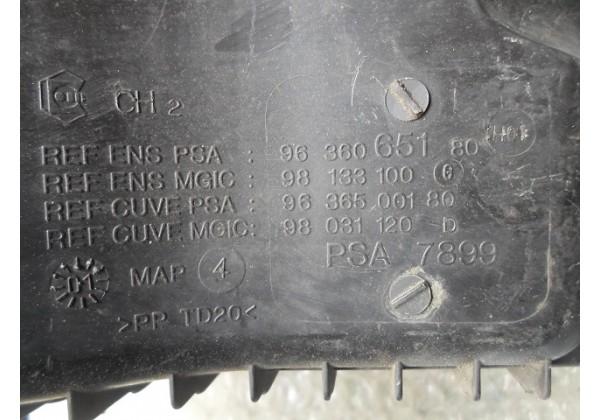 CH 2
REF ENS PSA : 96 360 651 80
REF ENS MGIC: 98 133 100 G
REF CUVE PSA : 96 365 001 80
REF CUVE MGIC: 98 031 120 D
PSA 7899
MAP 4
>PP TD20<